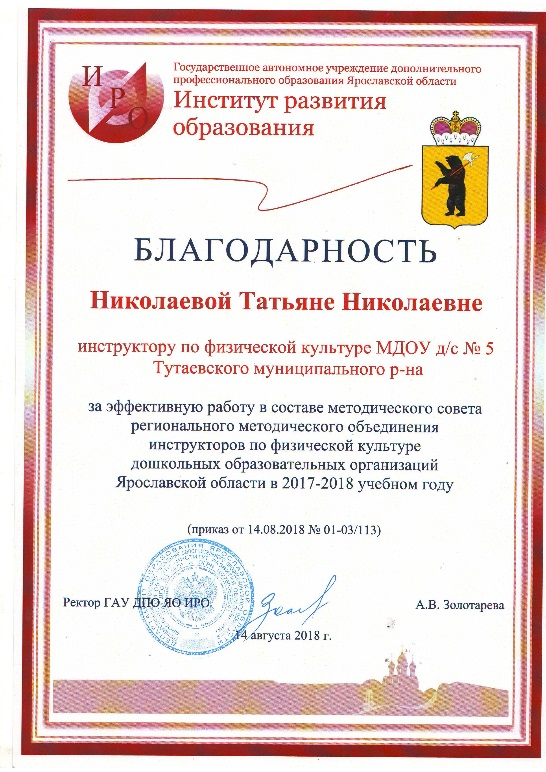 ИРО
Государственное автономное учреждение дополнительного
профессионального образования Ярославской области
Институт развития
образования
БЛАГОДАРНОСТЬ
Николаевой Татьяне Николаевне
инструктору по физической культуре МДОУ д/с № 5
Тутаевского муниципального р-на
за эффективную работу в составе методического совета
регионального методического объединения
инструкторов по физической культуре
дошкольных образовательных организаций
Ярославской области в 2017-2018 учебном году
(приказ от 14.08.2018 № 01-03/113)
Ректор ГАУ ДПО ЯО ИРО
А.В. Золотарева
14 августа 2018 г.